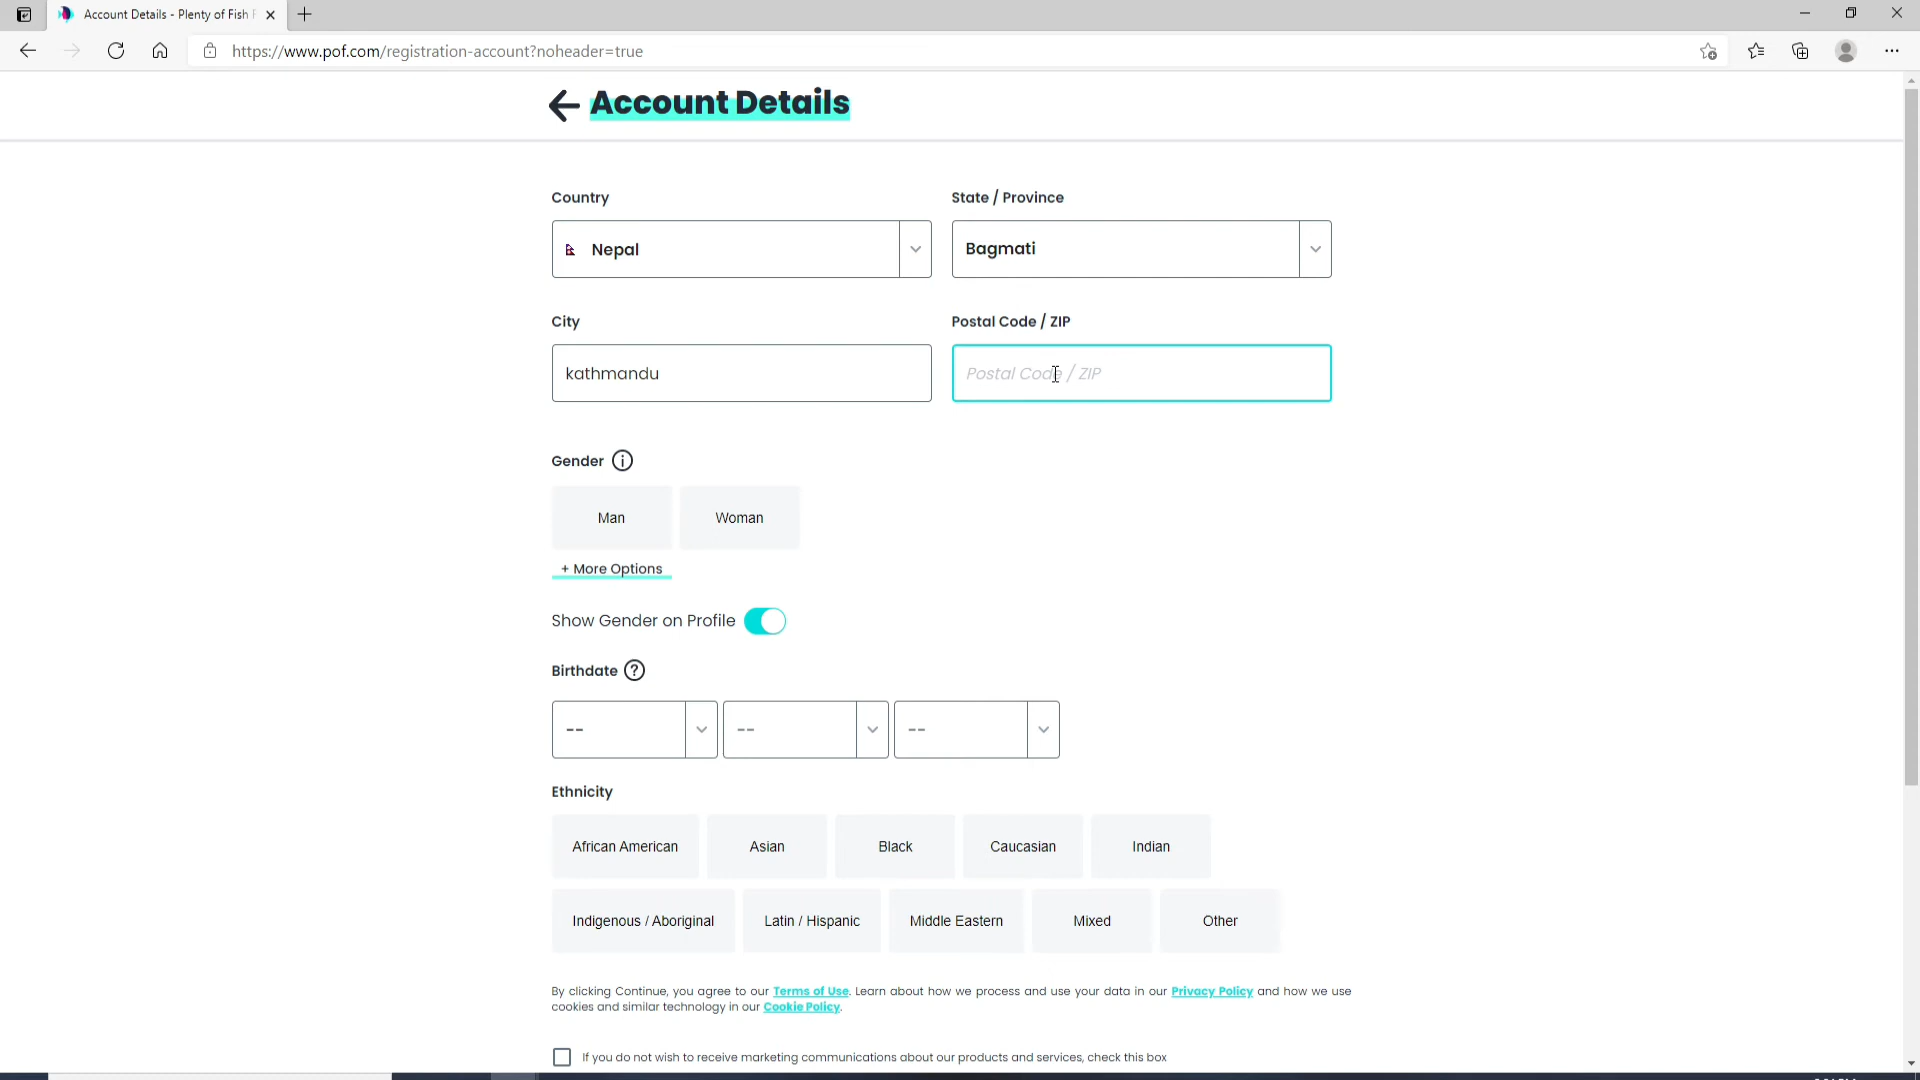 Account Details - Plenty of Fish F
https://www.pof.com/registration-account?noheader=true
Account Details
Country
State / Province
Nepal
Bagmati
City
Postal Code / ZIP
kathmandu
Postal Code / ZIP
Gender
Man
Woman
+ More Options
Show Gender on Profile
Birthdate
--
--
--
Ethnicity
African American
Asian
Black
Caucasian
Indian
Indigenous / Aboriginal
Latin / Hispanic
Middle Eastern
Mixed
Other
By clicking Continue, you agree to our Terms of Use. Learn about how we process and use your data in our Privacy Policy and how we use
cookies and similar technology in our Cookie Policy.
If you do not wish to receive marketing communications about our products and services, check this box